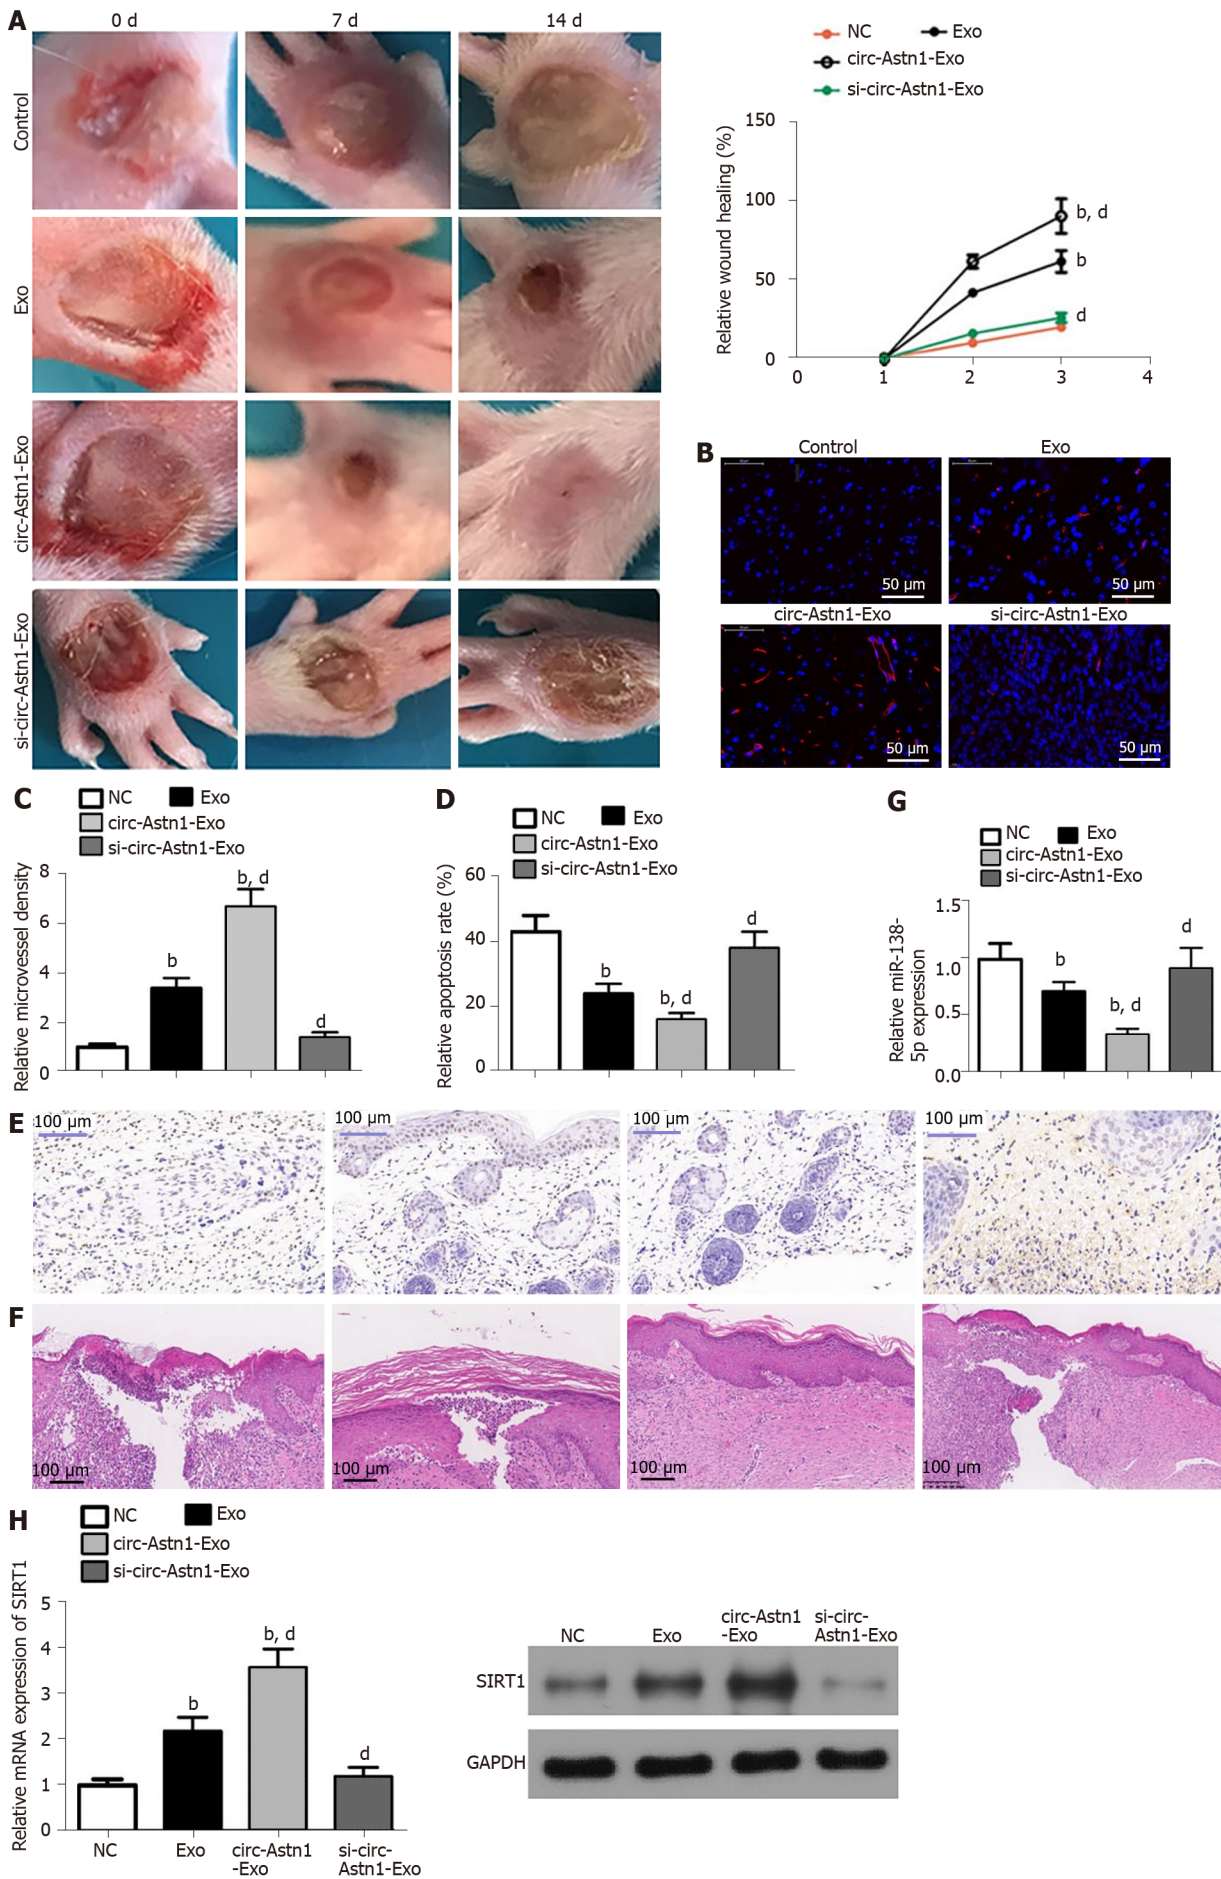 A
0 d
7 d
14 d
Control
Exo
circ-Astn1-Exo
si-circ-Astn1-Exo
NC
Exo
circ-Astn1-Exo
si-circ-Astn1-Exo
Relative wound healing (%)
150
100
50
0
0
1
2
3
4
b, d
b
d
B
Control
Exo
50 µm
50 µm
circ-Astn1-Exo
si-circ-Astn1-Exo
50 µm
50 µm
C
NC
Exo
circ-Astn1-Exo
si-circ-Astn1-Exo
Relative microvessel density
8
6
4
2
0
b
b, d
d
D
NC
Exo
circ-Astn1-Exo
si-circ-Astn1-Exo
Relative apoptosis rate (%)
60
40
20
0
b
b, d
d
G
NC
Exo
circ-Astn1-Exo
si-circ-Astn1-Exo
Relative miR-138-
5p expression
1.5
1.0
0.5
0.0
b
b, d
d
E
100 µm
100 µm
100 µm
100 µm
F
100 µm
100 µm
100 µm
100 µm
H
NC
Exo
circ-Astn1-Exo
si-circ-Astn1-Exo
Relative mRNA expression of SIRT1
5
4
3
2
1
0
b
b, d
d
NC
Exo
circ-Astn1
-Exo
si-circ-
Astn1-Exo
NC
Exo
circ-Astn1
-Exo
si-circ-
Astn1-Exo
SIRT1
GAPDH